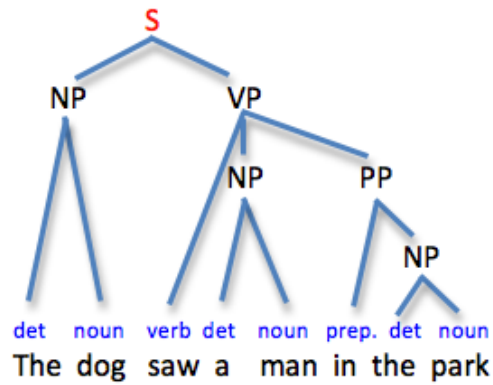 S
NP VP
NP PP
NP
det noun verb det noun prep. det noun
The dog saw a man in the park